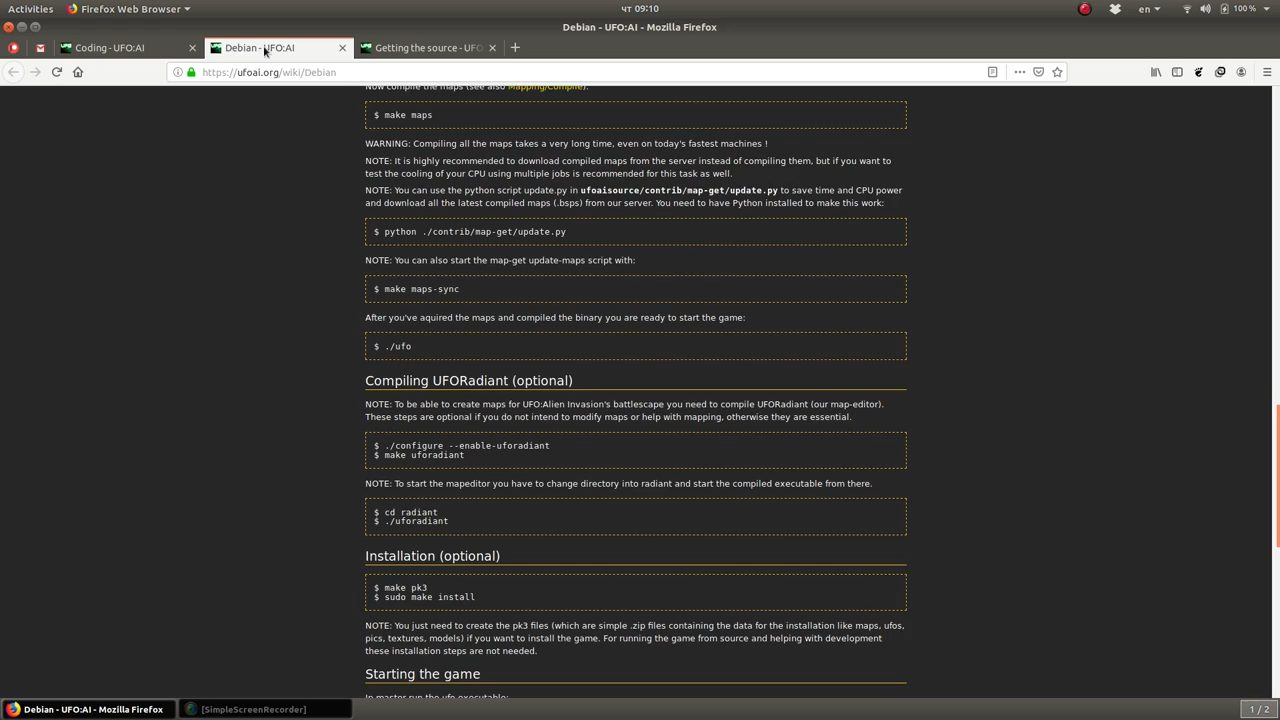 Activities
Firefox Web Browser
чт 09:10
en
100 %
Debian - UFO:AI - Mozilla Firefox
Coding - UFO:AI
Debian - UFO:AI
Getting the source - UFO
https://ufoai.org/wiki/Debian
Now compile the maps (see also Mapping/Compile).
$ make maps
WARNING: Compiling all the maps takes a very long time, even on today's fastest machines !
NOTE: It is highly recommended to download compiled maps from the server instead of compiling them, but if you want to
test the cooling of your CPU using multiple jobs is recommended for this task as well.
NOTE: You can use the python script update.py in ufoaisource/contrib/map-get/update.py to save time and CPU power
and download all the latest compiled maps (.bsps) from our server. You need to have Python installed to make this work:
$ python ./contrib/map-get/update.py
NOTE: You can also start the map-get update-maps script with:
$ make maps-sync
After you've aquired the maps and compiled the binary you are ready to start the game:
$ ./ufo
Compiling UFORadiant (optional)
NOTE: To be able to create maps for UFO:Alien Invasion's battlescape you need to compile UFORadiant (our map-editor).
These steps are optional if you do not intend to modify maps or help with mapping, otherwise they are essential.
$ ./configure --enable-uforadiant
$ make uforadiant
NOTE: To start the mapeditor you have to change directory into radiant and start the compiled executable from there.
$ cd radiant
$ ./uforadiant
Installation (optional)
$ make pk3
$ sudo make install
NOTE: You just need to create the pk3 files (which are simple .zip files containing the data for the installation like maps, ufos,
pics, textures, models) if you want to install the game. For running the game from source and helping with development
these installation steps are not needed.
Starting the game
In master run the ufo executable:
Debian - UFO:AI - Mozilla Firefox
[SimpleScreenRecorder]
1 / 2